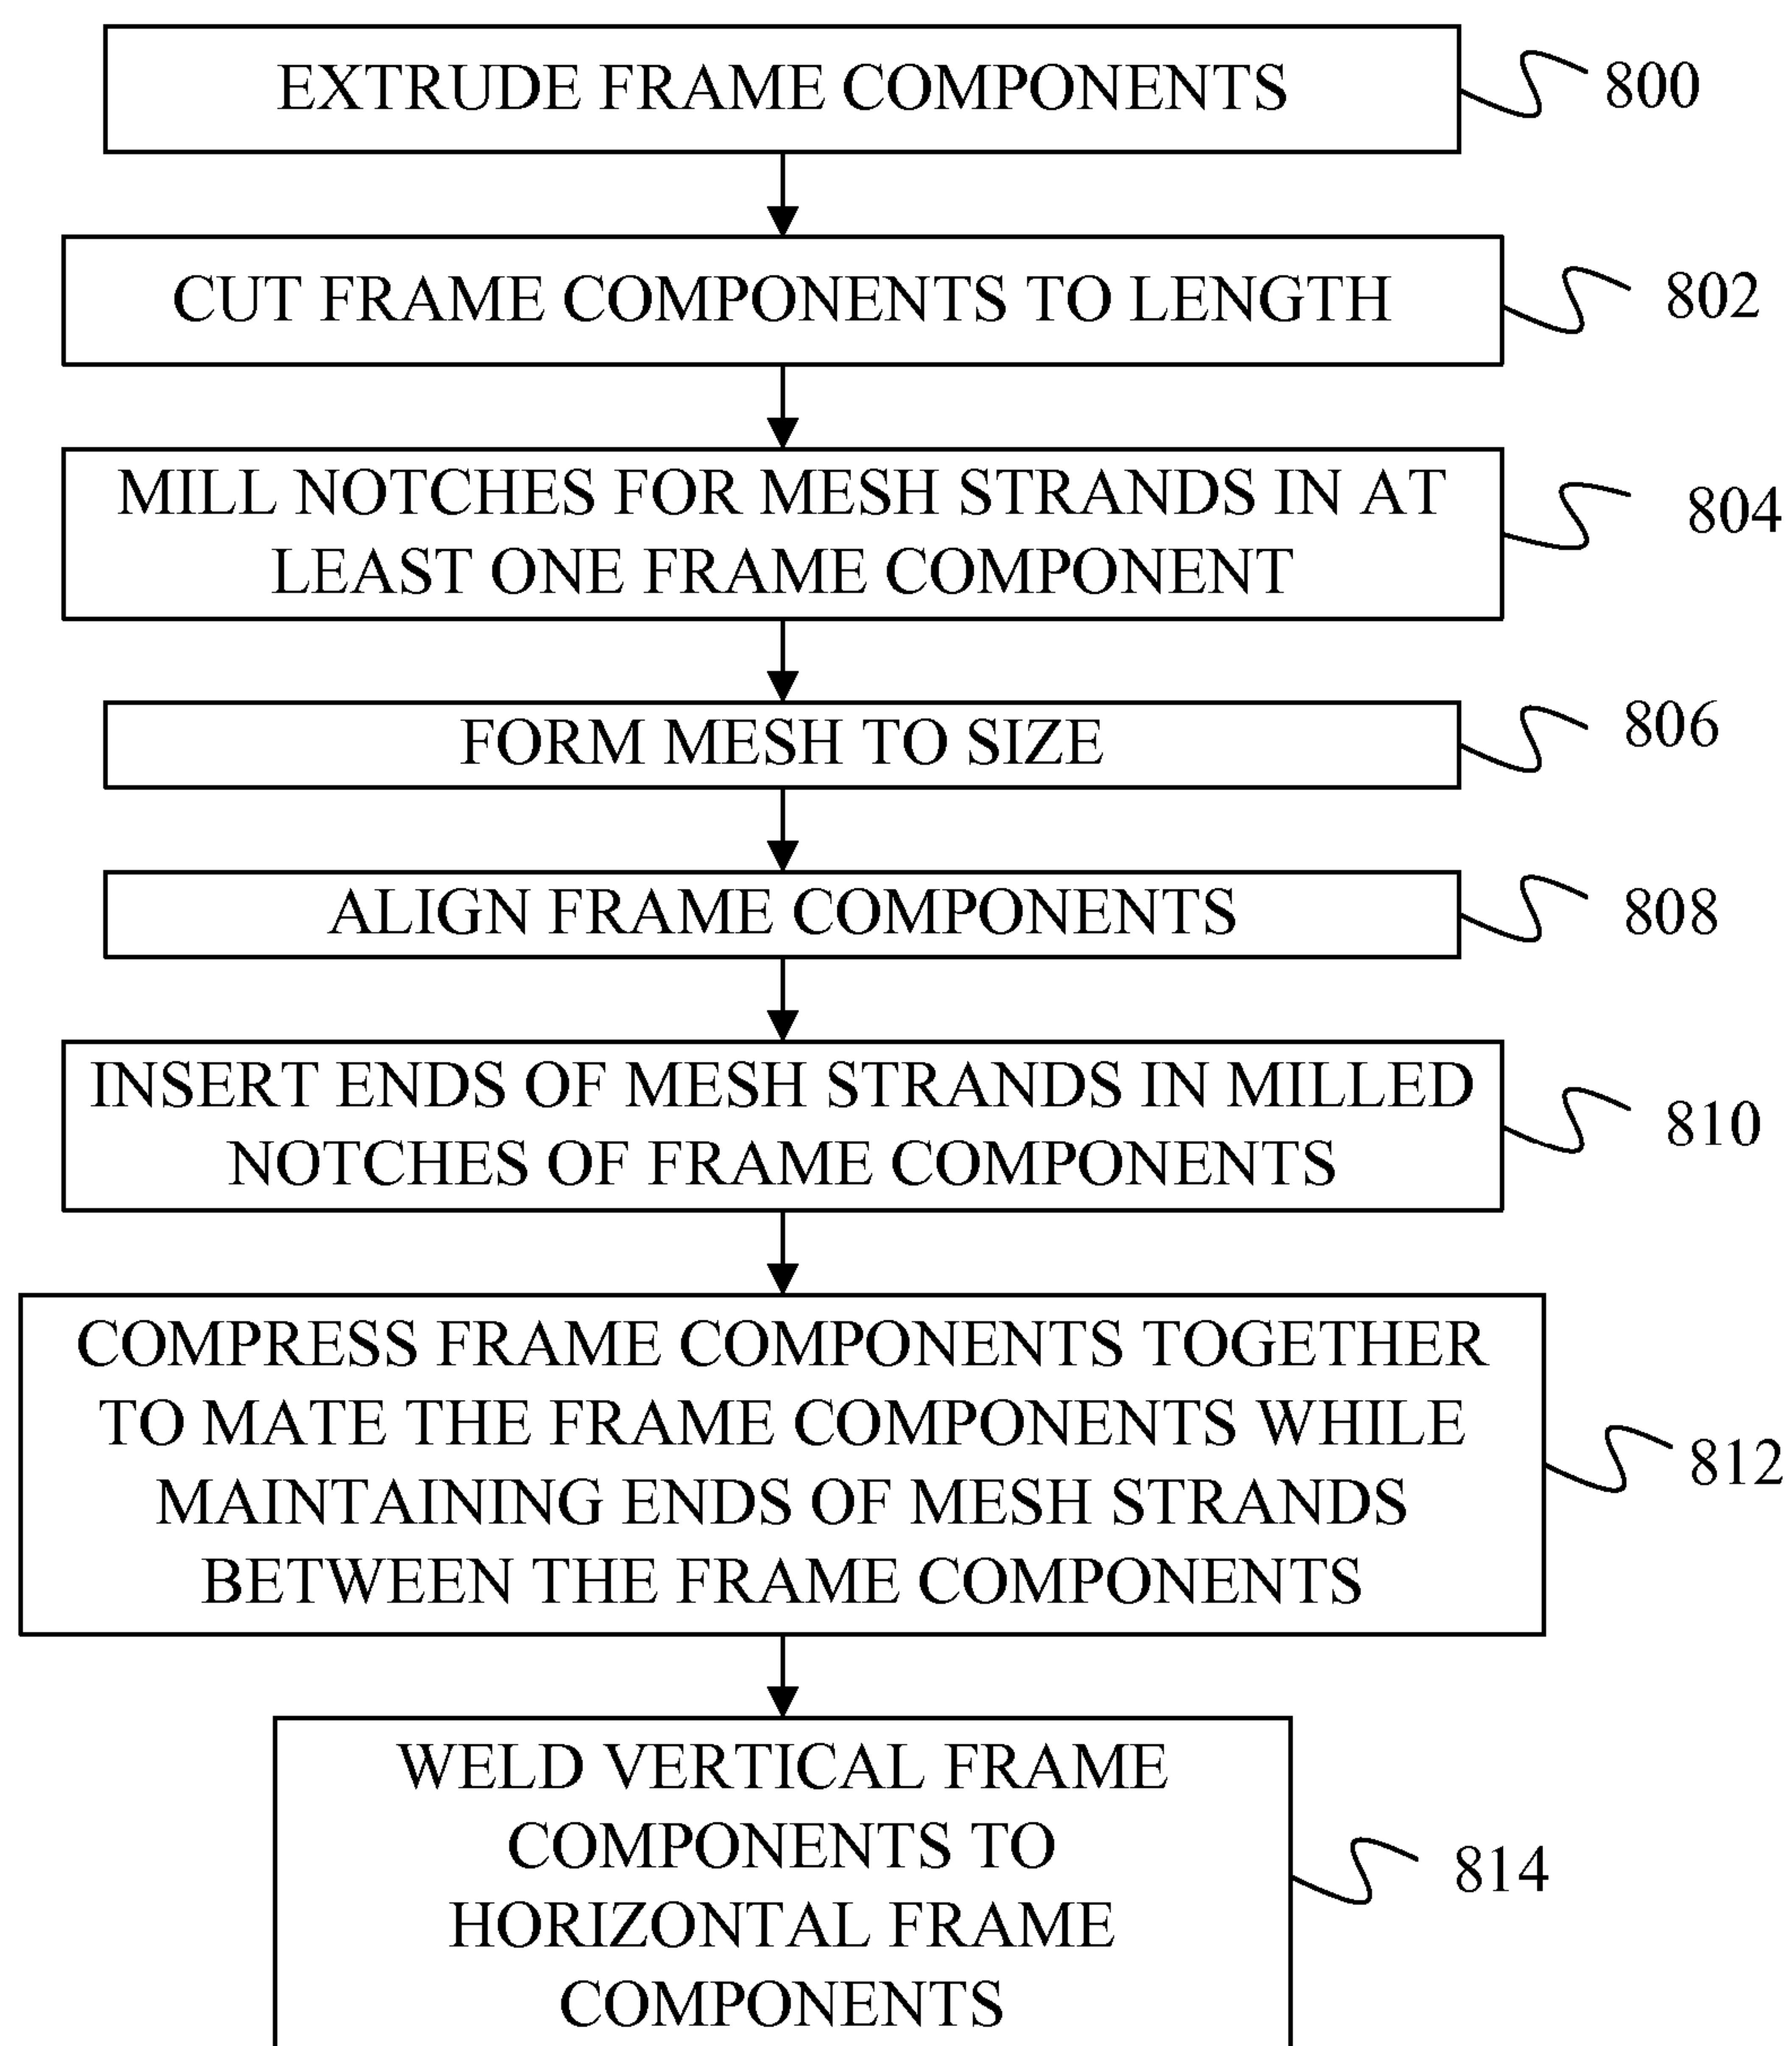 EXTRUDE FRAME COMPONENTS
800
CUT FRAME COMPONENTS TO LENGTH
802
MILL NOTCHES FOR MESH STRANDS IN AT
LEAST ONE FRAME COMPONENT
804
FORM MESH TO SIZE
806
ALIGN FRAME COMPONENTS
808
INSERT ENDS OF MESH STRANDS IN MILLED
NOTCHES OF FRAME COMPONENTS
810
COMPRESS FRAME COMPONENTS TOGETHER
TO MATE THE FRAME COMPONENTS WHILE
MAINTAINING ENDS OF MESH STRANDS
BETWEEN THE FRAME COMPONENTS
812
WELD VERTICAL FRAME
COMPONENTS TO
HORIZONTAL FRAME
COMPONENTS
814